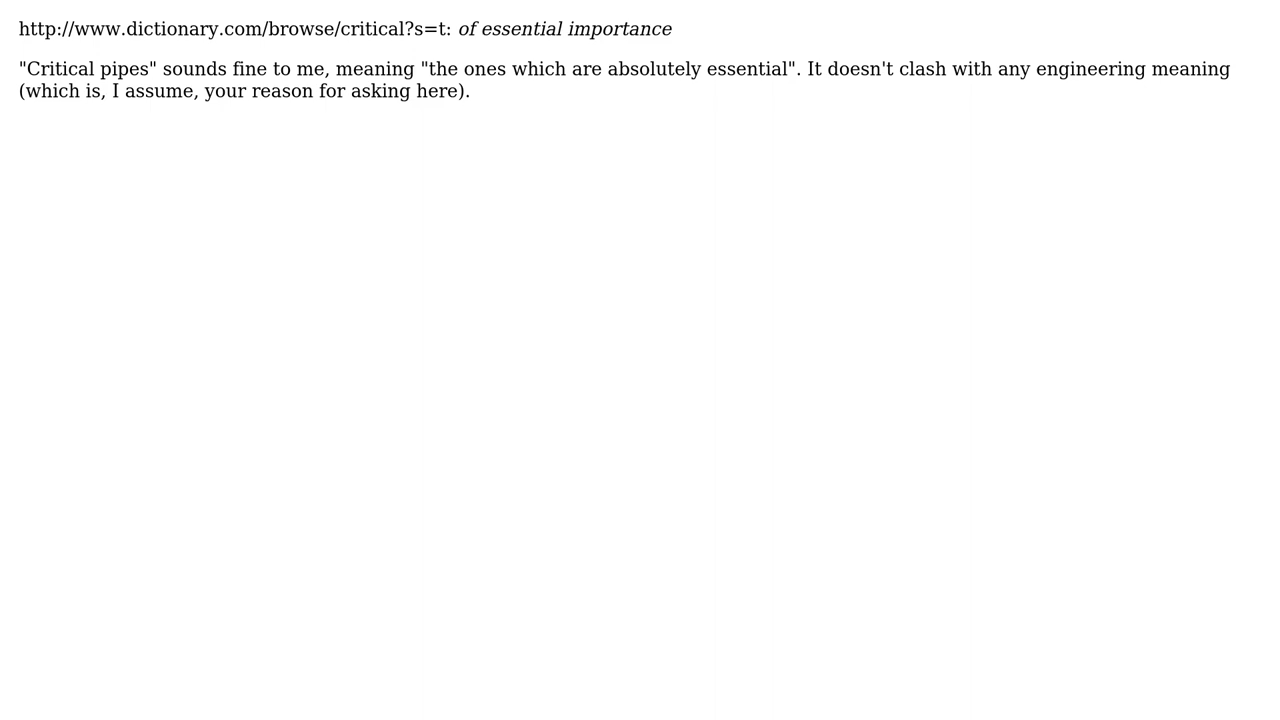 http://www.dictionary.com/browse/critical?s=t: of essential importance
"Critical pipes" sounds fine to me, meaning "the ones which are absolutely essential". It doesn't clash with any engineering meaning
(which is, I assume, your reason for asking here).